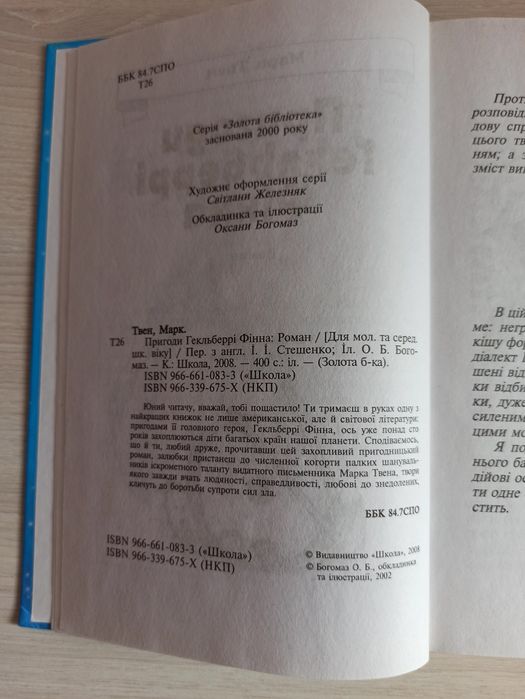 ББК 84.7СПО
Т26
Серія «Золота бібліотека»
заснована 2000 року
Художнє оформлення серії
Світлани Железняк
Обкладинка та ілюстрації
Оксани Богомаз
Твен, Марк.
Т26 Пригоди Гекльберрі Фінна: Роман / [Для мол. та серед.
шк. віку] / Пер. з англ. І. І. Стешенко; Іл. О. Б. Бого-
маз. — К.: Школа, 2008. — 400 с.: іл. — (Золота б-ка).
ISBN 966-661-083-3 («Школа»)
ISBN 966-339-675-Х (НКП)
Юний читачу, вважай, тобі пощастило! Ти тримаєш в руках одну з
найкращих книжок не лише американської, але й світової літератури:
пригодами її головного героя, Гекльберрі Фінна, ось уже понад сто
років захоплюються діти багатьох країн нашої планети. Сподіваємось,
що й ти, любий друже, прочитавши цей захопливий пригодницький
роман, залюбки пристанеш до численної когорти палких шануваль-
ників іскрометного таланту видатного письменника Марка Твена, твори
якого завжди вчать людяності, справедливості, любові до знедолених,
кличуть до боротьби супроти сил зла.
ББК 84.7СПО
ISBN 966-661-083-3 («Школа»)
ISBN 966-339-675-Х (НКП)
© Видавництво «Школа», 2008
© Богомаз О. Б., обкладинка
та ілюстрації, 2002
Прот
розповід
дову спр
цього тв
ням; а з
зміст ви
В цій
ме: негр
кішу фор
діалект
шені від
ки відби
ки, дуже
силеним
цими мо
Я по
нього ба
дійові ос
ти одне
стить.